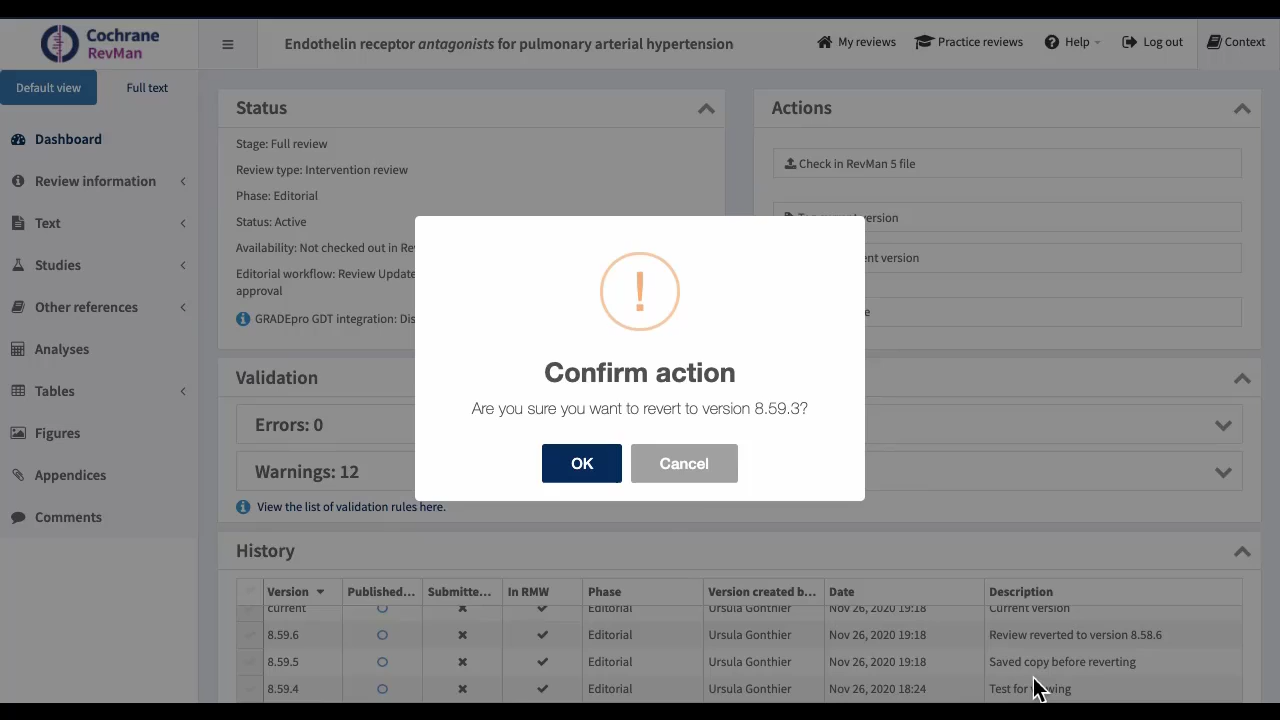 Cochrane
RevMan
Endothelin receptor antagonists for pulmonary arterial hypertension
My reviews
Practice reviews
Help
Log out
Context
Default view
Full text
Dashboard
Review information
Text
Studies
Other references
Analyses
Tables
Figures
Appendices
Comments
Status
Stage: Full review
Review type: Intervention review
Phase: Editorial
Status: Active
Availability: Not checked out in
Editorial workflow: Review Update
approval
GRADEpro GDT integration:
Actions
Check in RevMan 5 file
version
version
Confirm action
Are you sure you want to revert to version 8.59.3?
OK
Cancel
Validation
Errors: 0
Warnings: 12
View the list of validation rules here.
History
Version Published... Submitte... In RMW Phase Version created b... Date Description
current Editorial Ursula Gonthier Nov 26, 2020 19:18 Current version
8.59.6 Editorial Ursula Gonthier Nov 26, 2020 19:18 Review reverted to version 8.58.6
8.59.5 Editorial Ursula Gonthier Nov 26, 2020 19:18 Saved copy before reverting
8.59.4 Editorial Ursula Gonthier Nov 26, 2020 18:24 Test for